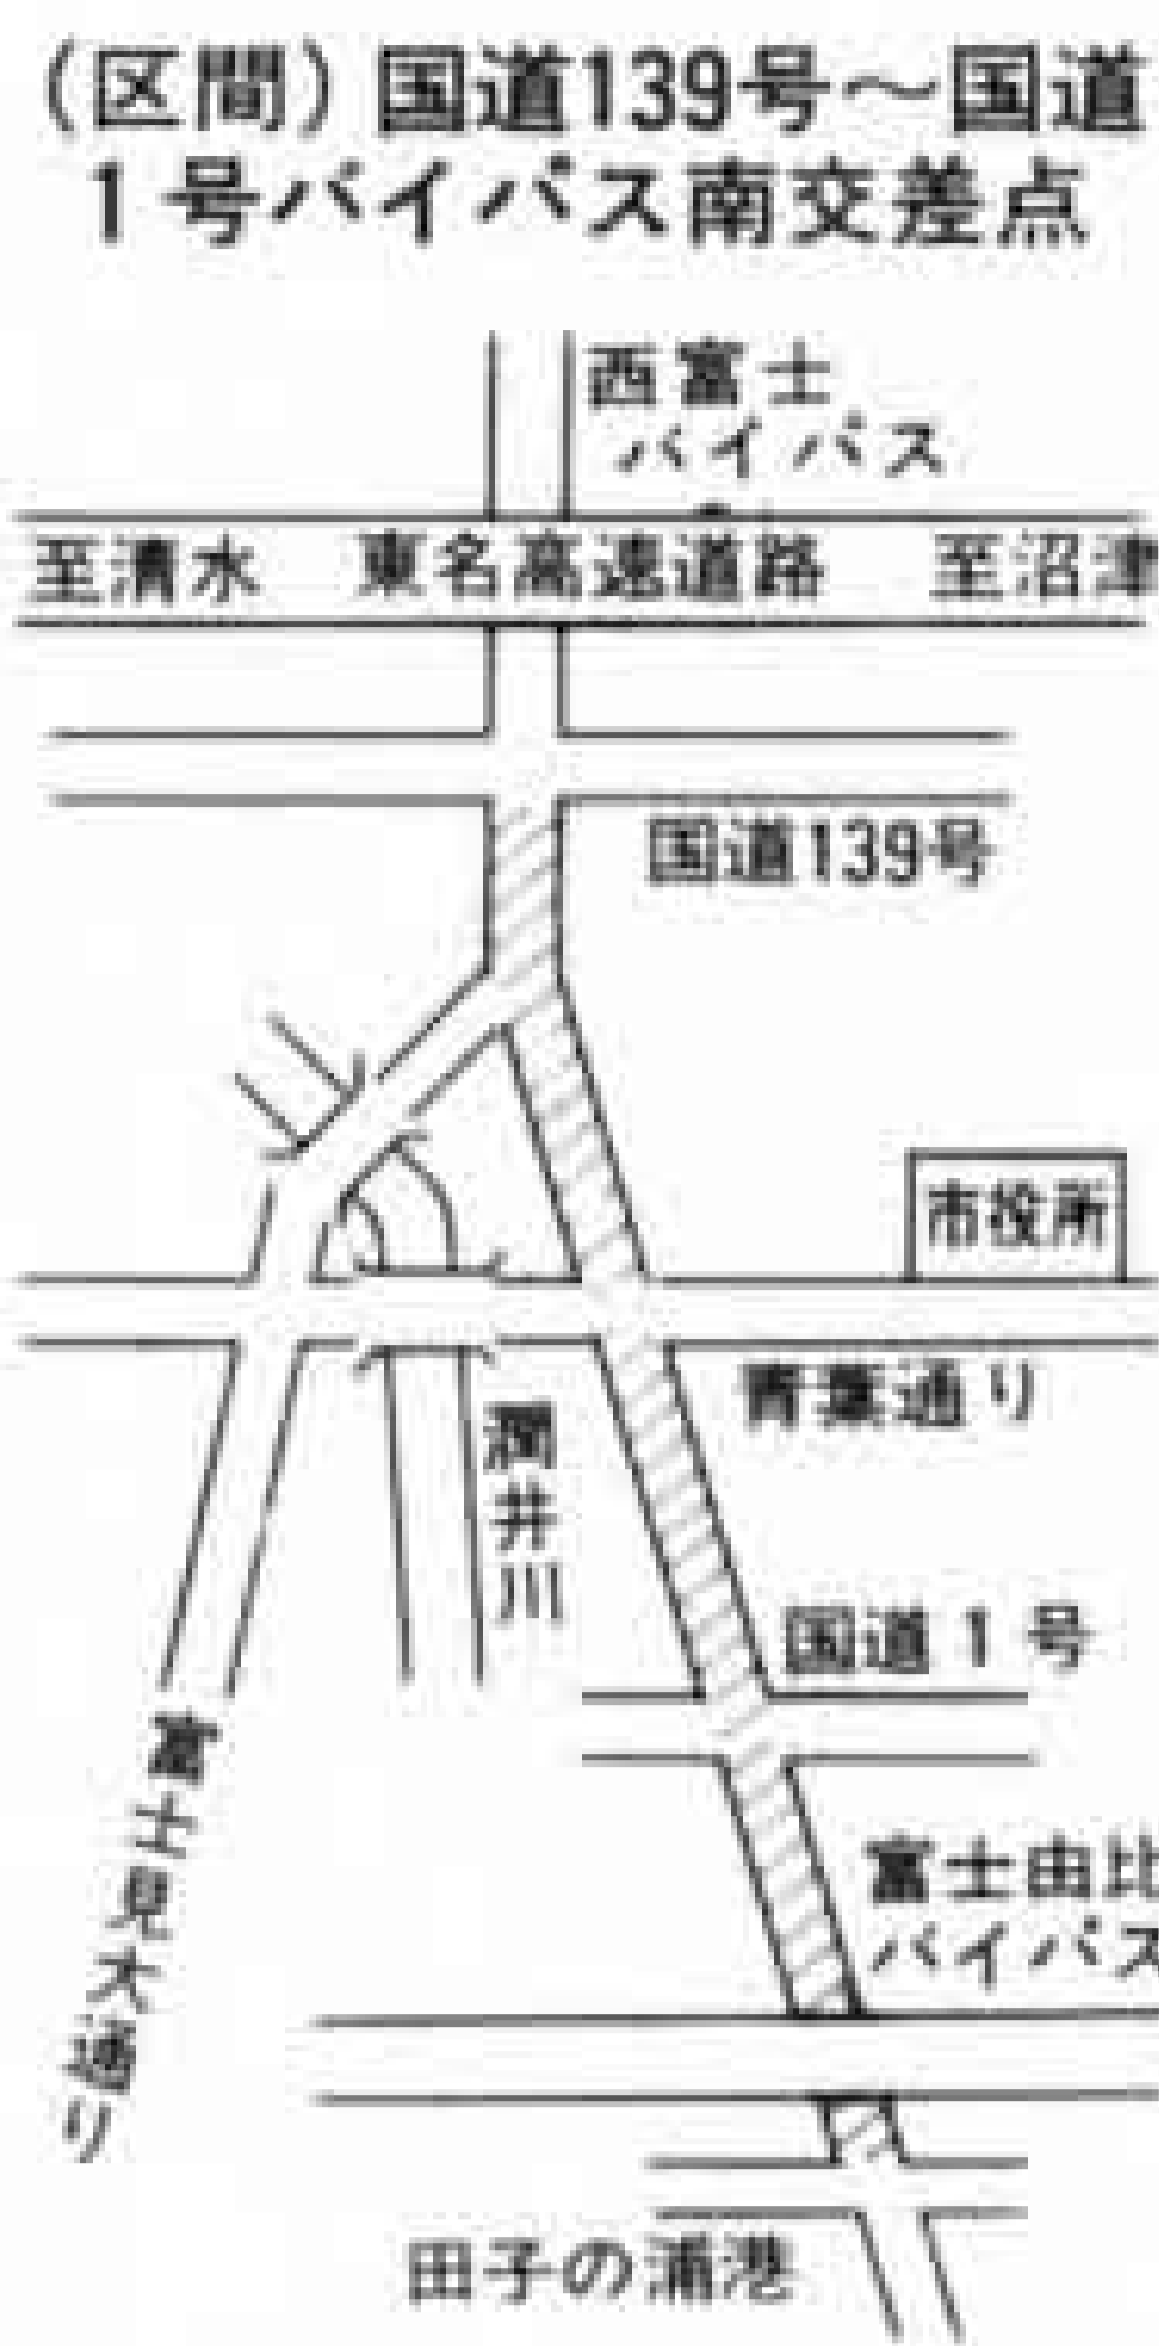 （区間）国道139号～国道
1号バイパス南交差点
西富士
バイパス
至清水　東名高速道路　至沼津
国道139号
市役所
青葉通り
潤井川
国道1号
富士見大通り
富士由比
バイパス
田子の浦港